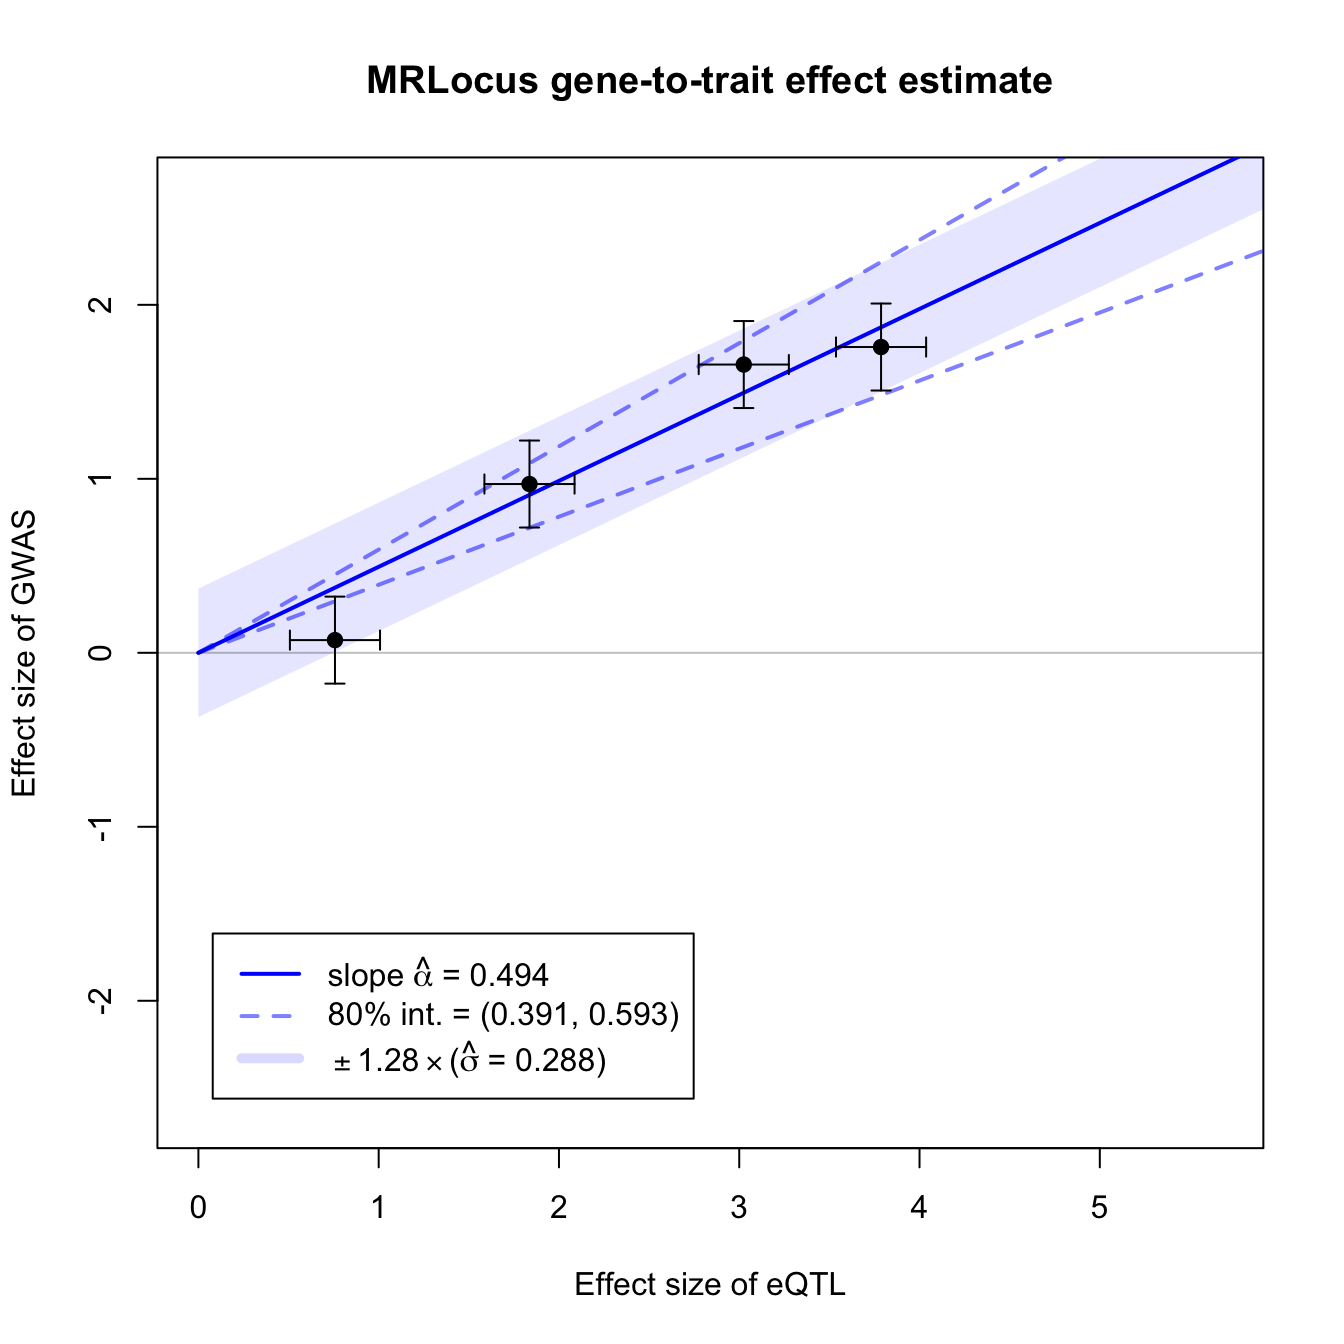 MRLocus gene-to-trait effect estimate
Effect size of GWAS
2
1
0
-1
-2
slope α̂ = 0.494
80% int. = (0.391, 0.593)
± 1.28 × (σ̂ = 0.288)
0 1 2 3 4 5
Effect size of eQTL